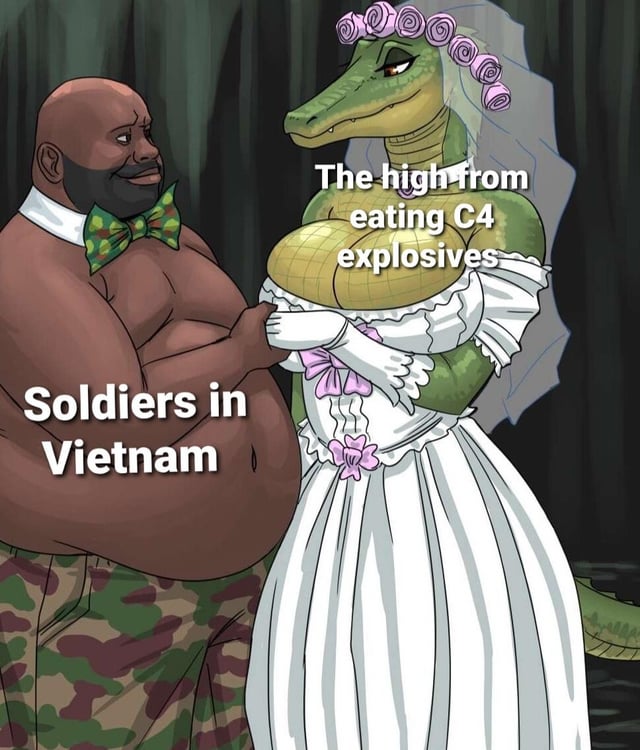 The high from
eating C4
explosives
Soldiers in
Vietnam